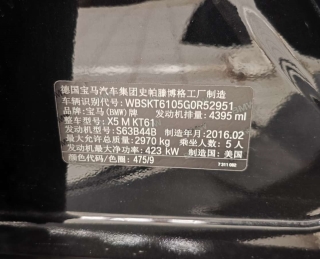 德国宝马汽车集团史帕滕博格工厂制造
车辆识别代号: WBSKT6105G0R52951
品牌: 宝马(BMW)牌 发动机排量: 4395 ml
整车型号: X5 M KT61
发动机型号: S63B44B 制造年月: 2016.02
最大允许总质量: 2970 kg 乘坐人数: 5 人
发动机最大净功率: 423 kW 制造国: 美国
颜色代码/色圈: 475/9